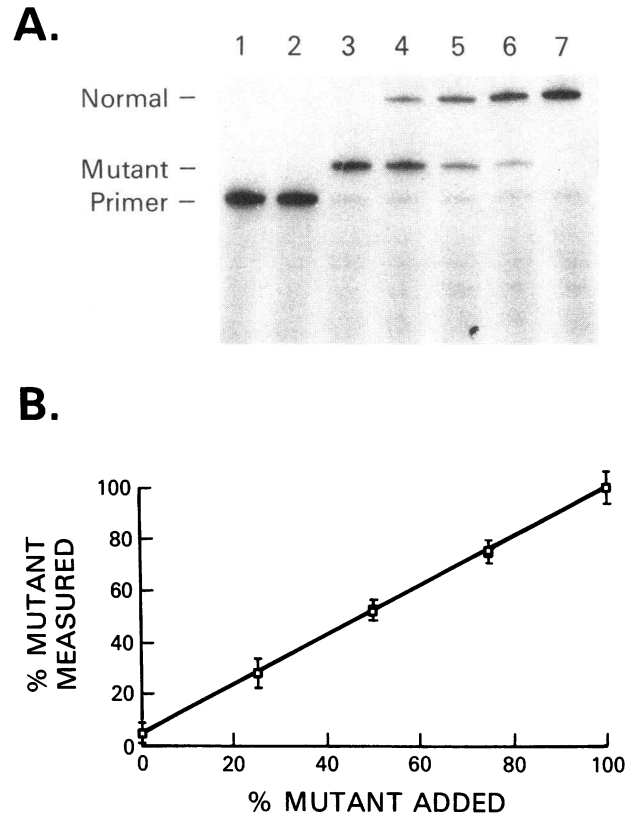 A.
1 2 3 4 5 6 7
Normal –
Mutant –
Primer –
B.
100
80
60
40
20
0
% MUTANT
MEASURED
0 20 40 60 80 100
% MUTANT ADDED